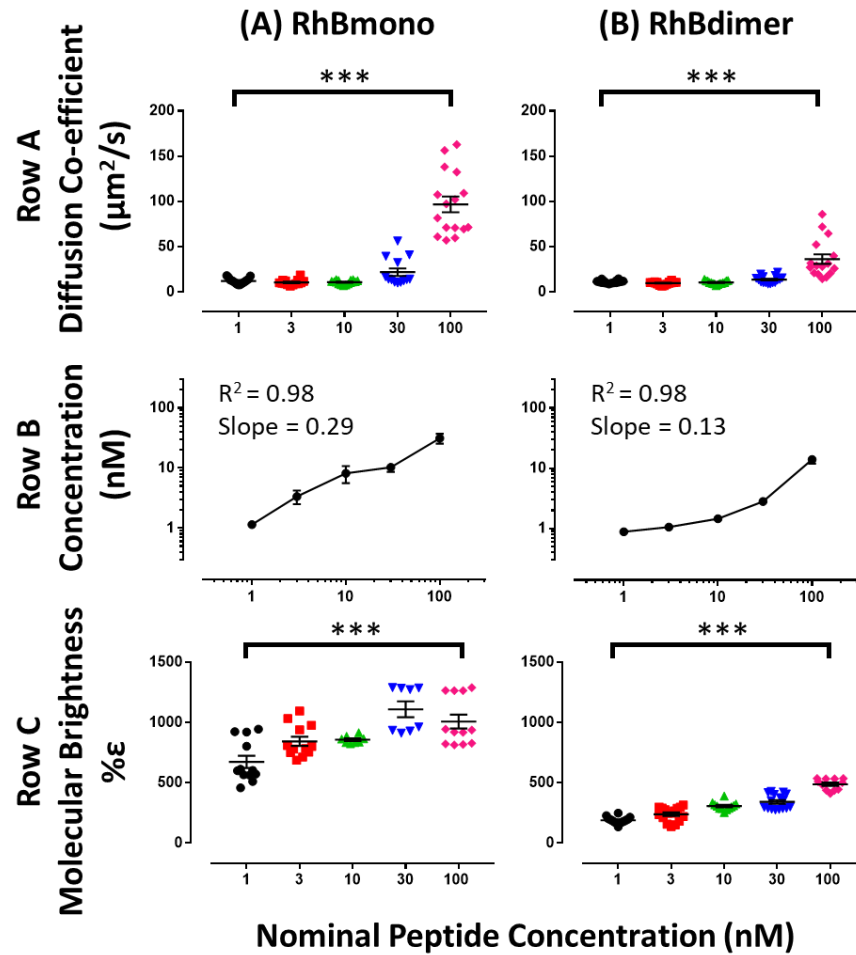 (A) RhBmono
(B) RhBdimer
Row A
Diffusion Co-efficient
(μm²/s)
***
200
150
100
50
0
1 3 10 30 100
***
200
150
100
50
0
1 3 10 30 100
Row B
Concentration
(nM)
R² = 0.98
Slope = 0.29
100
10
1
1 10 100
R² = 0.98
Slope = 0.13
100
10
1
1 10 100
Row C
Molecular Brightness
%ε
***
1500
1000
500
0
1 3 10 30 100
***
1500
1000
500
0
1 3 10 30 100
Nominal Peptide Concentration (nM)